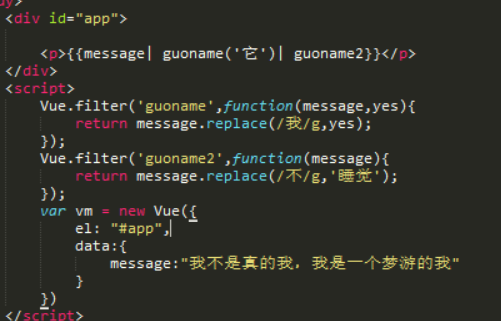 dy>
<div id="app">
<p>{{message| guoname('它')| guoname2}}</p>
</div>
<script>
Vue.filter('guoname',function(message,yes){
return message.replace(/我/g,yes);
});
Vue.filter('guoname2',function(message){
return message.replace(/不/g,'睡觉');
});
var vm = new Vue({
el: "#app",
data:{
message:"我不是真的我，我是一个梦游的我"
}
})
</script>